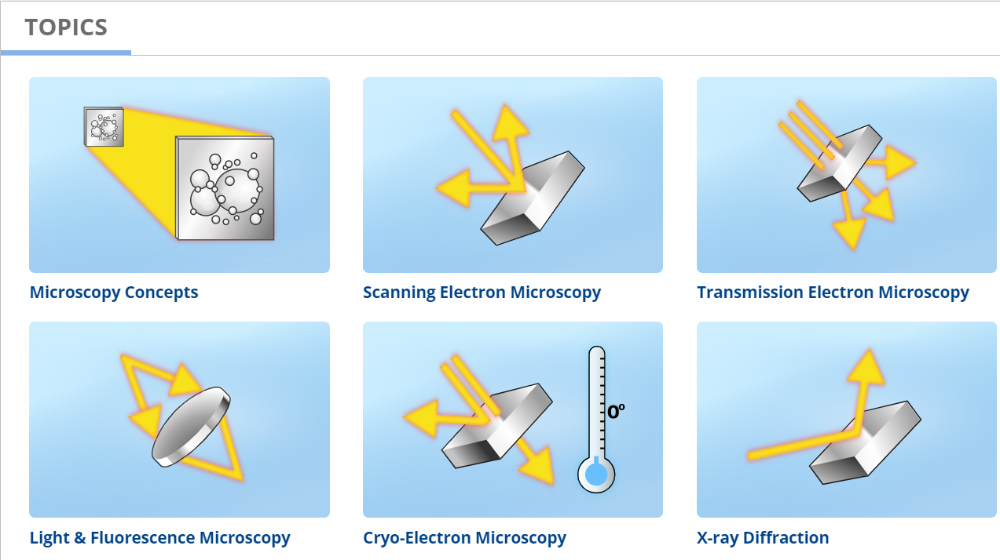 TOPICS
Microscopy Concepts
Scanning Electron Microscopy
Transmission Electron Microscopy
0º
Light & Fluorescence Microscopy
Cryo-Electron Microscopy
X-ray Diffraction